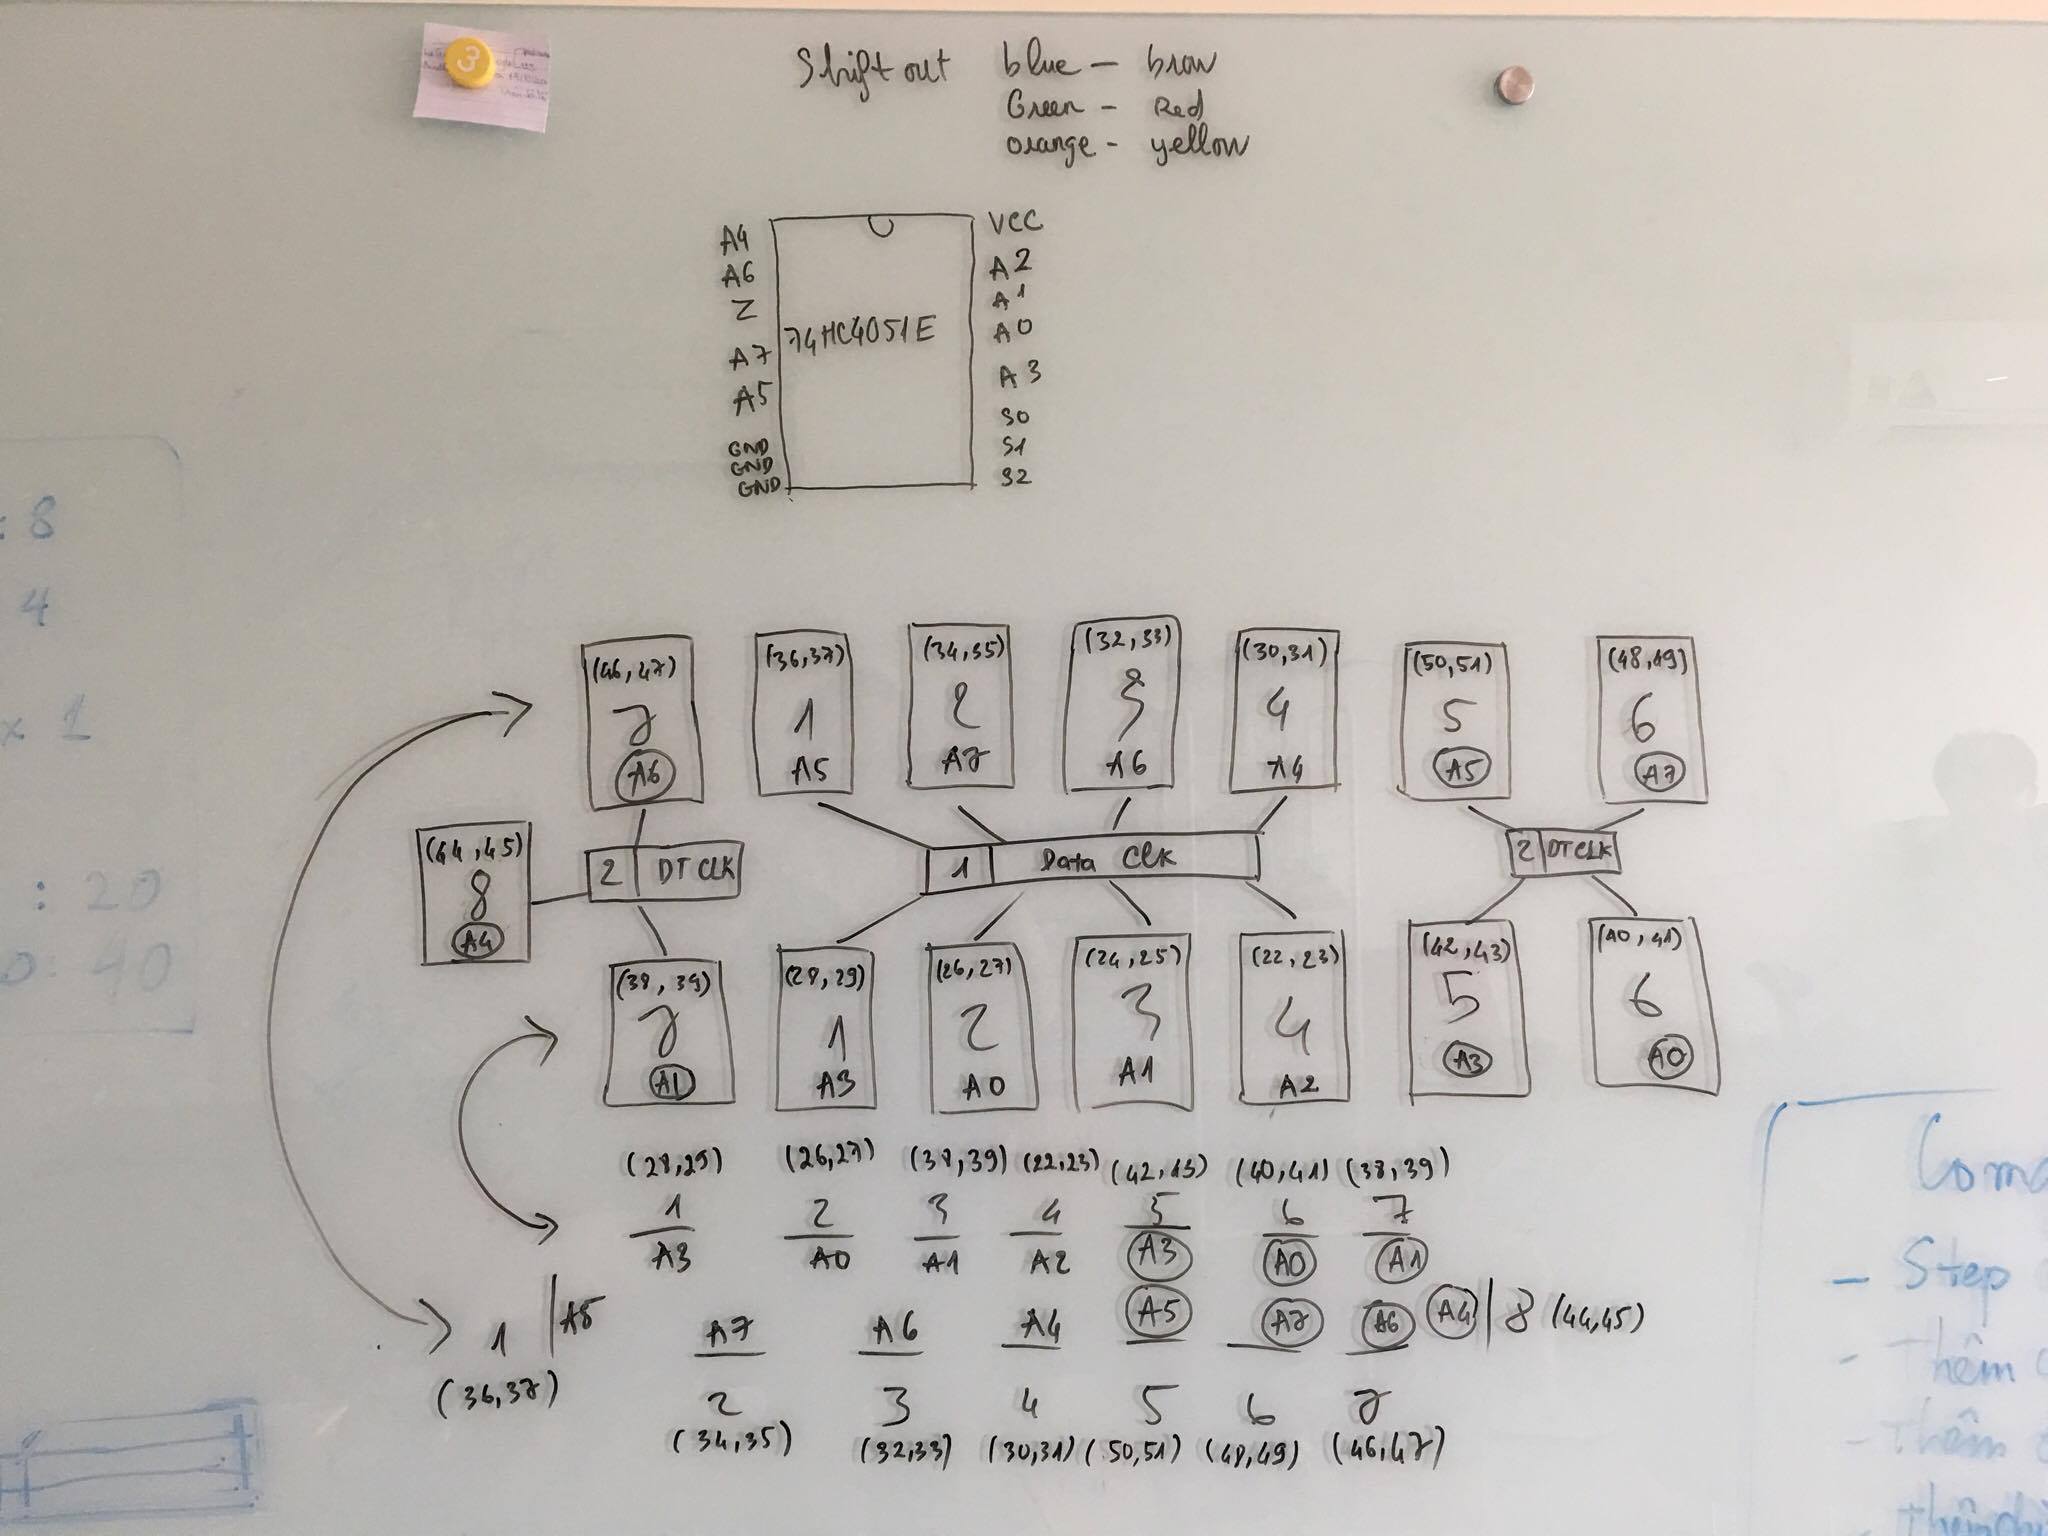 3
Shift out blue - brow
Green - Red
orange - yellow
A4 VCC
A6 A2
Z A1
74HC4051E A0
A7 A3
A5 S0
GND S1
GND S2
GND
: 8
4
x 1
: 20
: 40
(46,47) (36,37) (34,35) (32,33) (30,31) (50,51) (48,49)
7 1 2 3 4 5 6
A6 A5 A7 A6 A4 A5 A7
(44,45)
8
A4
2 DT CLK 1 Data Clk 2 DT CLK
(38,39) (28,29) (26,27) (24,25) (22,23) (42,43) (40,41)
7 1 2 3 4 5 6
A1 A3 A0 A1 A2 A3 A0
(28,29) (26,27) (38,39) (22,23) (42,43) (40,41) (38,39)
1 2 3 4 5 6 7
A3 A0 A1 A2 A3 A0 A1
1 A5 A7 A6 A4 A5 A7 A6 A4 8 (44,45)
(36,37) 2 3 4 5 6 7
(34,35) (32,33) (30,31) (50,51) (48,49) (46,47)
Coma
- Step
- Thêm
- Thêm